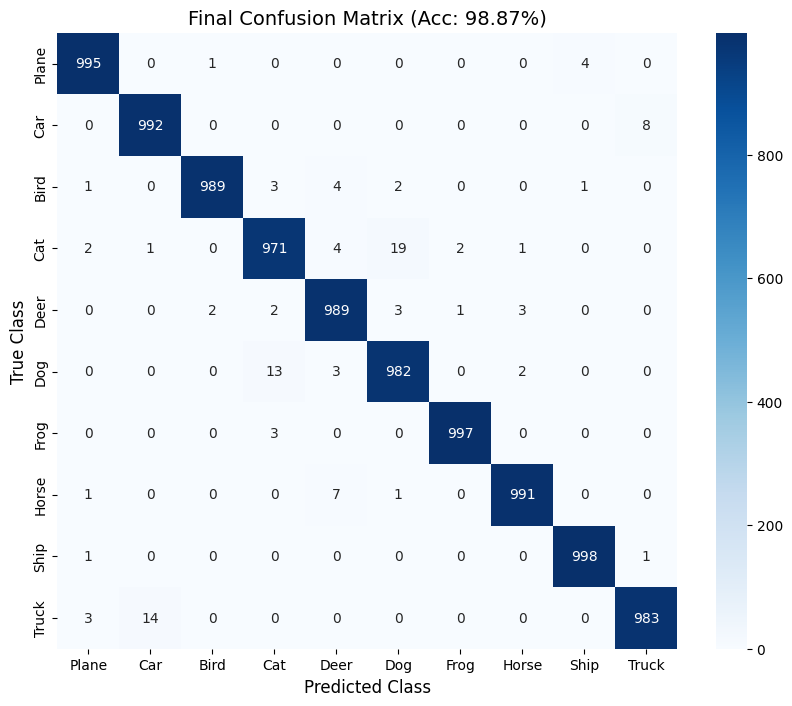 Final Confusion Matrix (Acc: 98.87%)
Plane 995 0 1 0 0 0 0 0 4 0
Car 0 992 0 0 0 0 0 0 0 8
Bird 1 0 989 3 4 2 0 0 1 0
Cat 2 1 0 971 4 19 2 1 0 0
Deer 0 0 2 2 989 3 1 3 0 0
Dog 0 0 0 13 3 982 0 2 0 0
Frog 0 0 0 3 0 0 997 0 0 0
Horse 1 0 0 0 7 1 0 991 0 0
Ship 1 0 0 0 0 0 0 0 998 1
Truck 3 14 0 0 0 0 0 0 0 983
Plane Car Bird Cat Deer Dog Frog Horse Ship Truck
Predicted Class
True Class
800
600
400
200
0